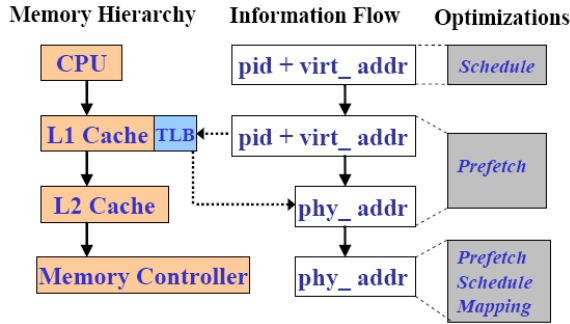 Memory Hierarchy Information Flow Optimizations
CPU pid + virt_ addr Schedule
L1 Cache TLB pid + virt_ addr Prefetch
L2 Cache phy_ addr
Memory Controller phy_ addr Prefetch
Schedule
Mapping